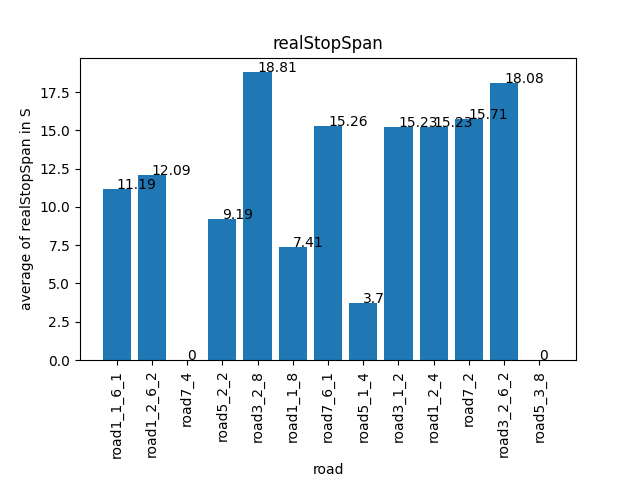 realStopSpan
average of realStopSpan in S
17.5
15.0
12.5
10.0
7.5
5.0
2.5
0.0
11.19
12.09
0
9.19
18.81
7.41
15.26
3.7
15.23
15.23
15.71
18.08
0
road1_1_6_1
road1_2_6_2
road7_4
road5_2_2
road3_2_8
road1_1_8
road7_6_1
road5_1_4
road3_1_2
road1_2_4
road7_2
road3_2_6_2
road5_3_8
road